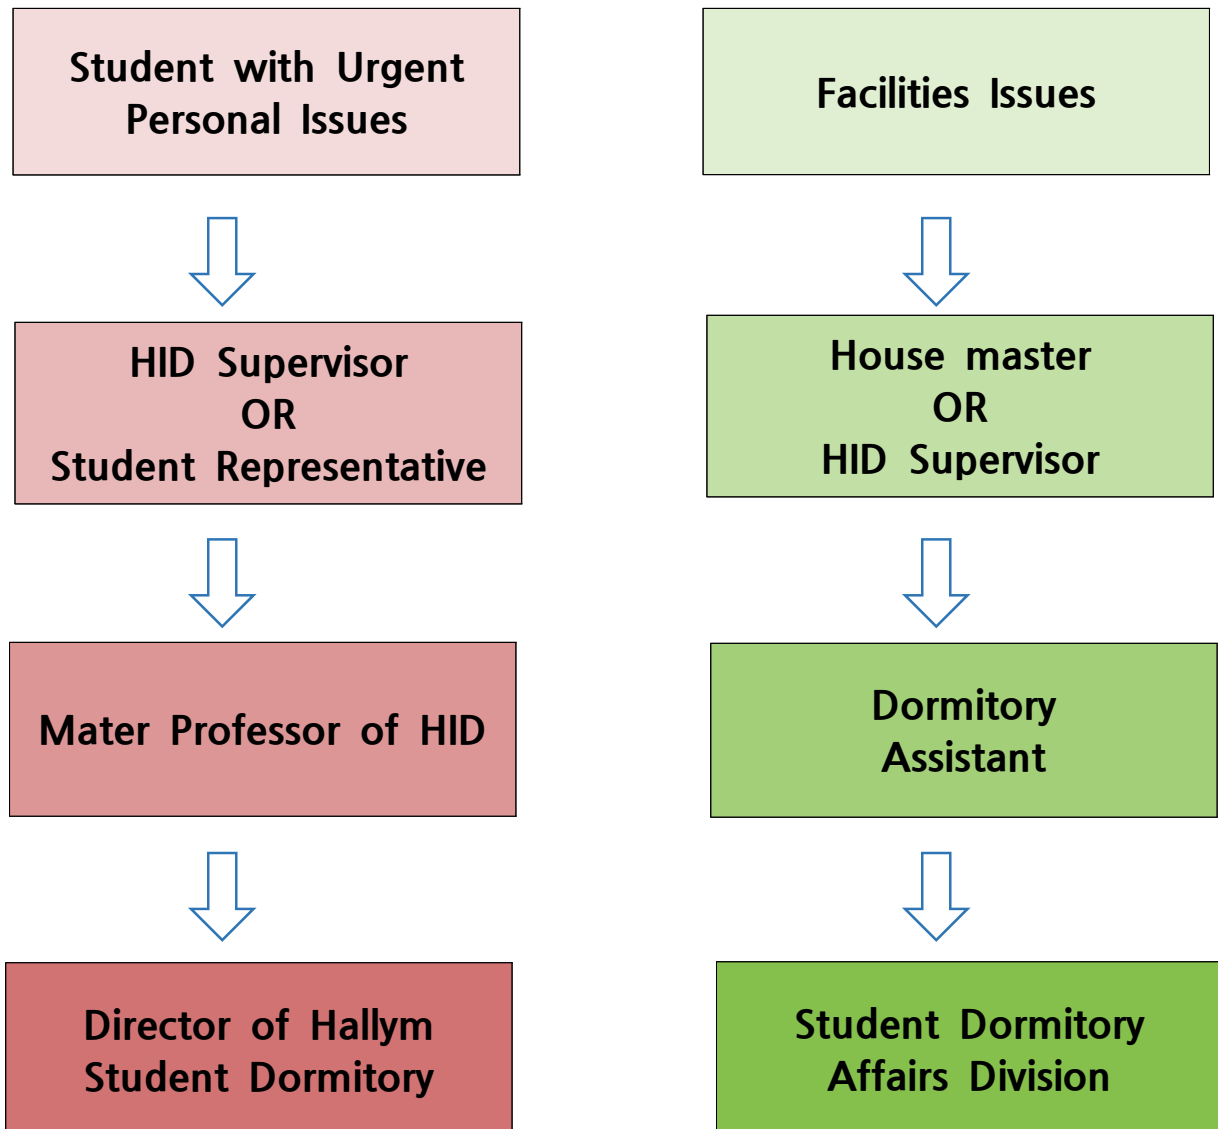 Student with Urgent
Personal Issues
HID Supervisor
OR
Student Representative
Mater Professor of HID
Director of Hallym
Student Dormitory
Facilities Issues
House master
OR
HID Supervisor
Dormitory
Assistant
Student Dormitory
Affairs Division